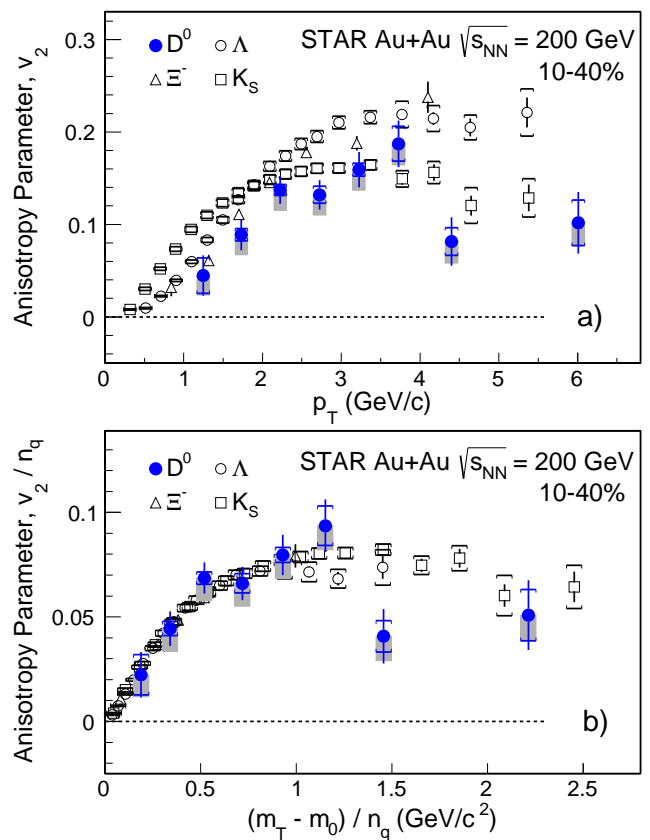 D⁰ Λ
Ξ⁻ K_S
STAR Au+Au √s_NN = 200 GeV
10-40%
Anisotropy Parameter, v₂
0.3
0.2
0.1
0
a)
0 1 2 3 4 5 6
p_T (GeV/c)
D⁰ Λ
Ξ⁻ K_S
STAR Au+Au √s_NN = 200 GeV
10-40%
Anisotropy Parameter, v₂ / n_q
0.1
0.05
0
b)
0 0.5 1 1.5 2 2.5
(m_T - m₀) / n_q (GeV/c²)